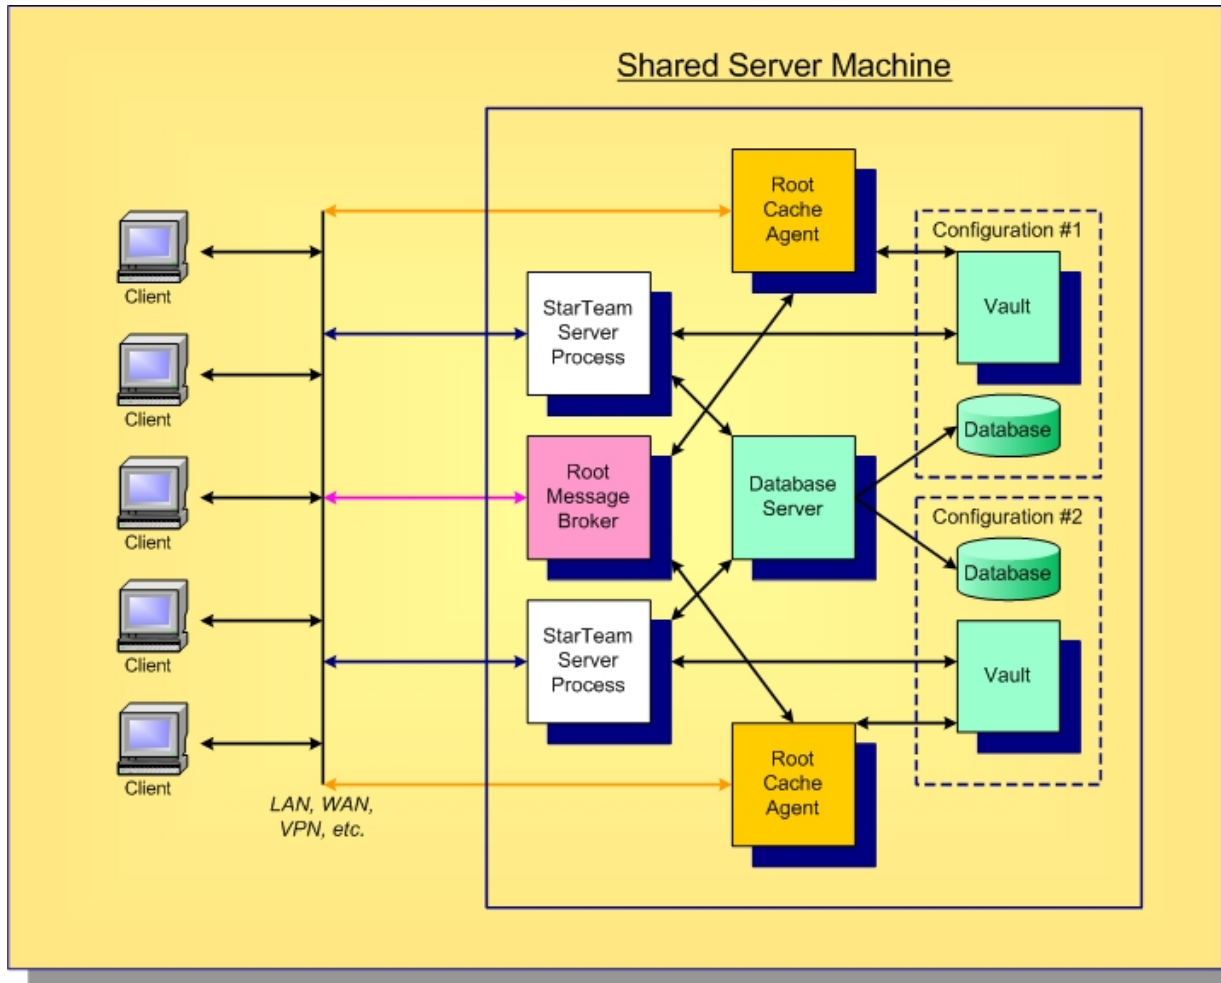 Shared Server Machine
Root
Cache
Agent
Configuration #1
Vault
Database
StarTeam
Server
Process
Client
Client
Client
Client
Client
Root
Message
Broker
Database
Server
Configuration #2
Database
StarTeam
Server
Process
Vault
Root
Cache
Agent
LAN, WAN,
VPN, etc.